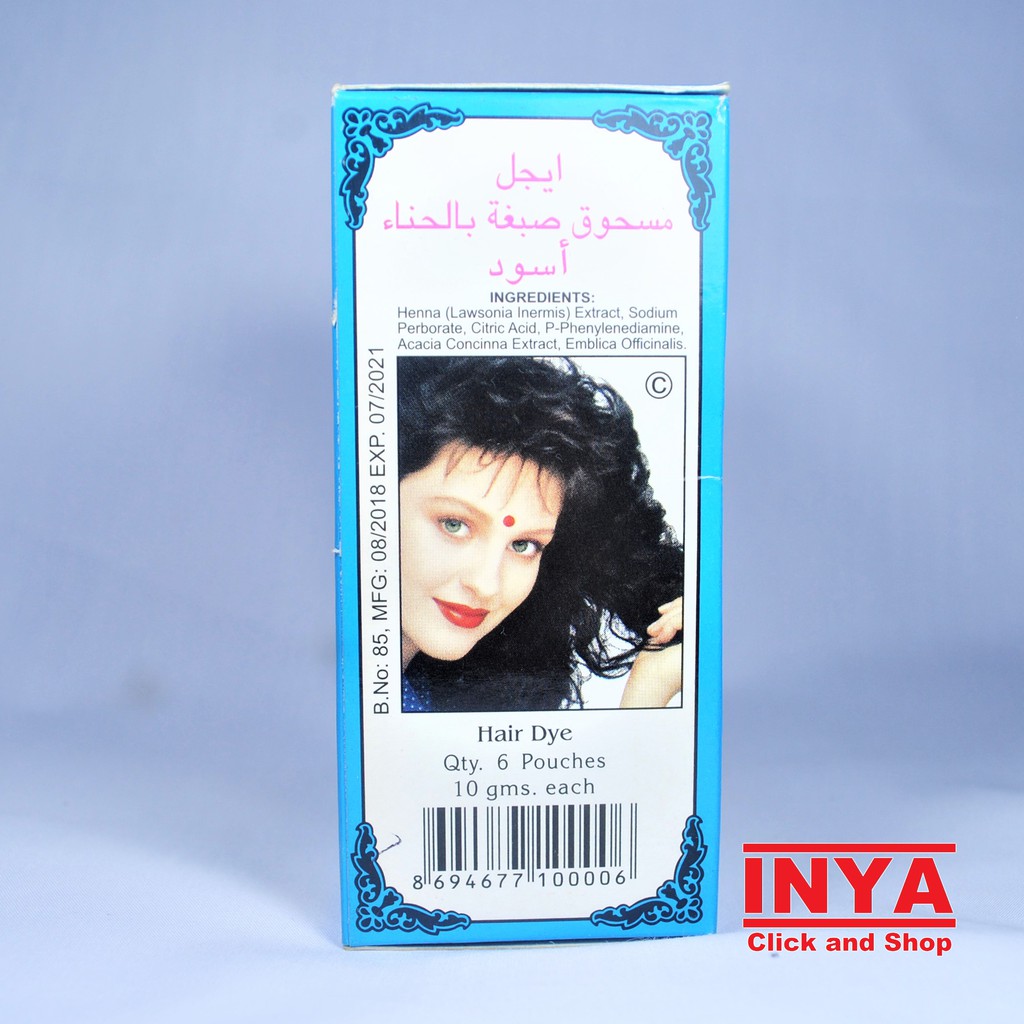 ايجل
مسحوق صبغة بالحناء
أسود
INGREDIENTS:
Henna (Lawsonia Inermis) Extract, Sodium
Perborate, Citric Acid, P-Phenylenediamine,
Acacia Concinna Extract, Emblica Officinalis.
©
B.No: 85, MFG: 08/2018 EXP. 07/2021
Hair Dye
Qty. 6 Pouches
10 gms. each
8 694677 100006
INYA
Click and Shop